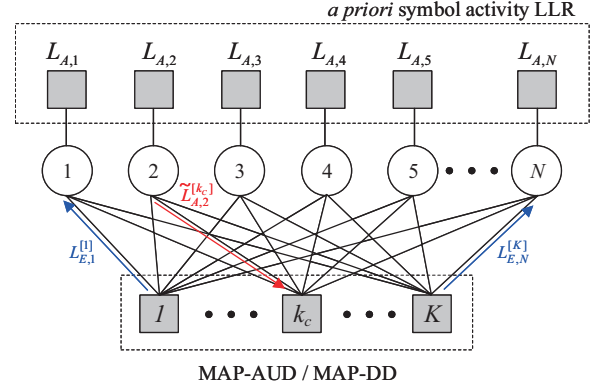 a priori symbol activity LLR
L_{A,1} L_{A,2} L_{A,3} L_{A,4} L_{A,5} L_{A,N}
1 2 3 4 5 • • • N
\widetilde{L}_{A,2}^{[k_c]}
L_{E,1}^{[1]} L_{E,N}^{[K]}
1 • • • k_c • • • K
MAP-AUD / MAP-DD